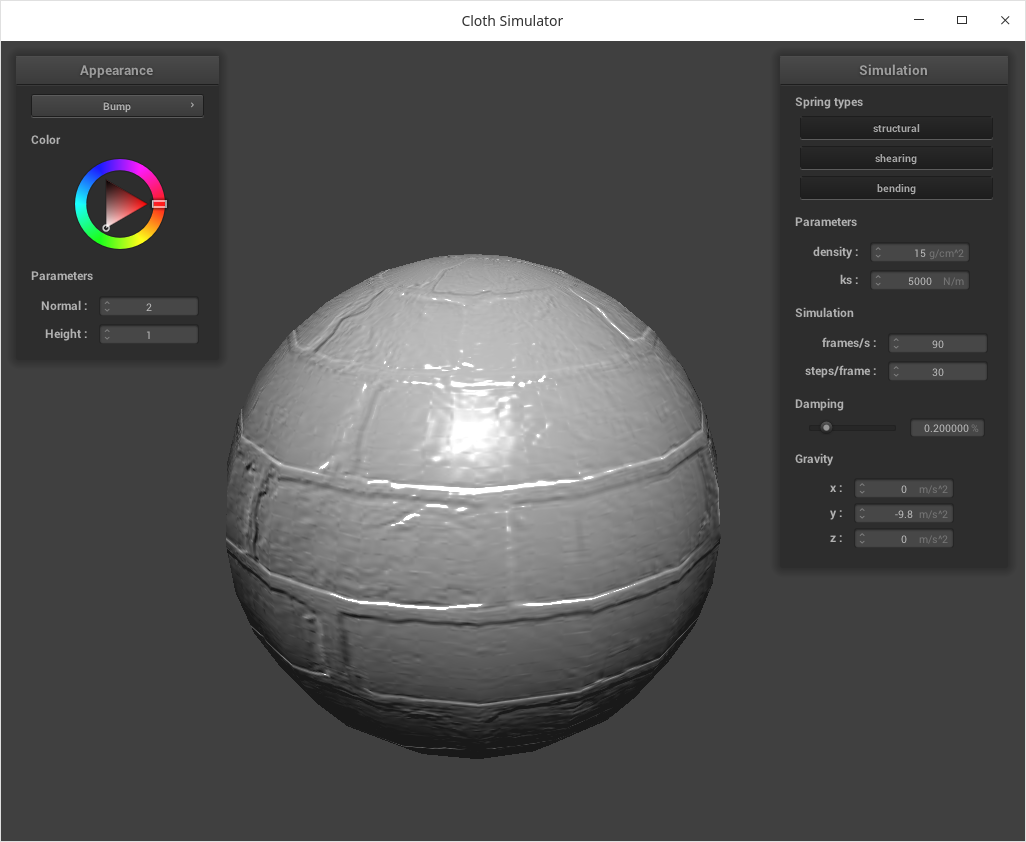 Cloth Simulator
Appearance
Bump
Color
Parameters
Normal : 2
Height : 1
Simulation
Spring types
structural
shearing
bending
Parameters
density : 15 g/cm^2
ks : 5000 N/m
Simulation
frames/s : 90
steps/frame : 30
Damping
0.200000 %
Gravity
x : 0 m/s^2
y : -9.8 m/s^2
z : 0 m/s^2